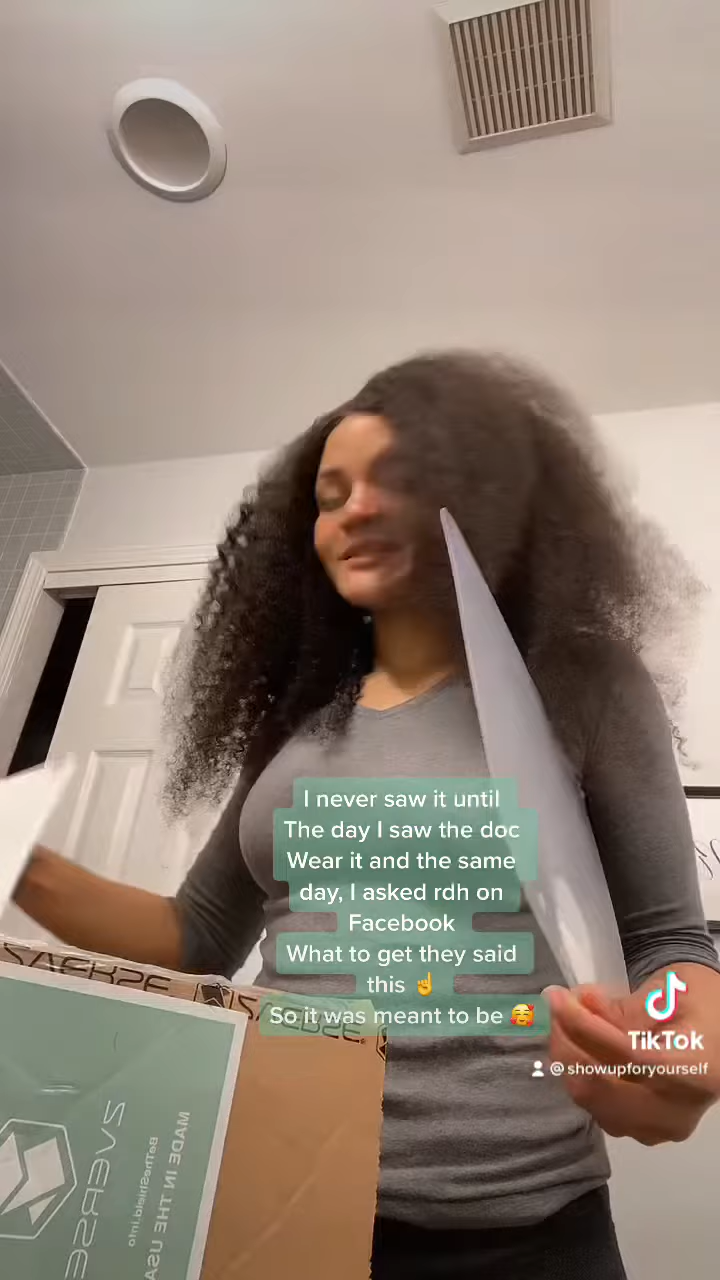 I never saw it until
The day I saw the doc
Wear it and the same
day, I asked rdh on
Facebook
What to get they said
this ☝️
So it was meant to be 🥰
TikTok
@showupforyourself
ZVERSE
ZVERSE.
ZVERSE
BeTheShield.info
MADE IN THE USA